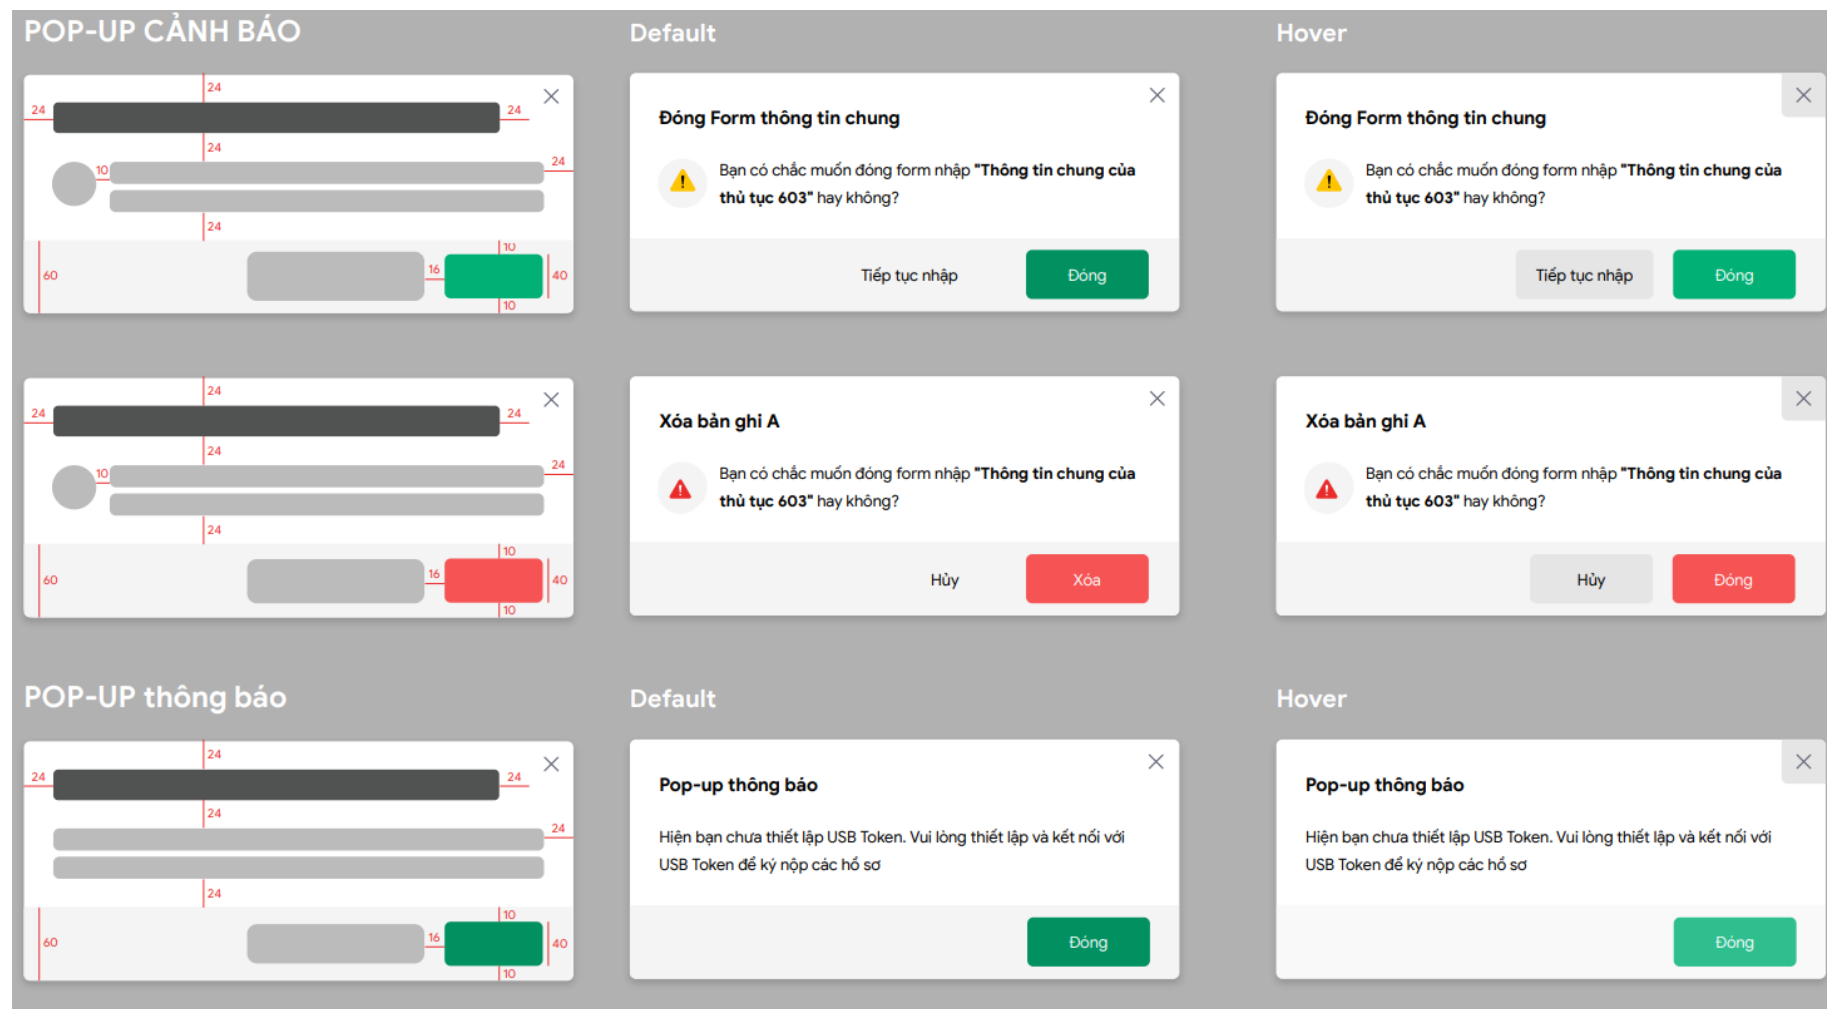 POP-UP CẢNH BÁO
Default
Hover
24
24
24
24
10
24
24
60
16
10
40
10
Đóng Form thông tin chung
Bạn có chắc muốn đóng form nhập "Thông tin chung của
thủ tục 603" hay không?
Tiếp tục nhập
Đóng
Đóng Form thông tin chung
Bạn có chắc muốn đóng form nhập "Thông tin chung của
thủ tục 603" hay không?
Tiếp tục nhập
Đóng
24
24
24
24
10
24
24
60
16
10
40
10
Xóa bản ghi A
Bạn có chắc muốn đóng form nhập "Thông tin chung của
thủ tục 603" hay không?
Hủy
Xóa
Xóa bản ghi A
Bạn có chắc muốn đóng form nhập "Thông tin chung của
thủ tục 603" hay không?
Hủy
Đóng
POP-UP thông báo
Default
Hover
24
24
24
24
24
24
60
16
10
40
10
Pop-up thông báo
Hiện bạn chưa thiết lập USB Token. Vui lòng thiết lập và kết nối với
USB Token để ký nộp các hồ sơ
Đóng
Pop-up thông báo
Hiện bạn chưa thiết lập USB Token. Vui lòng thiết lập và kết nối với
USB Token để ký nộp các hồ sơ
Đóng